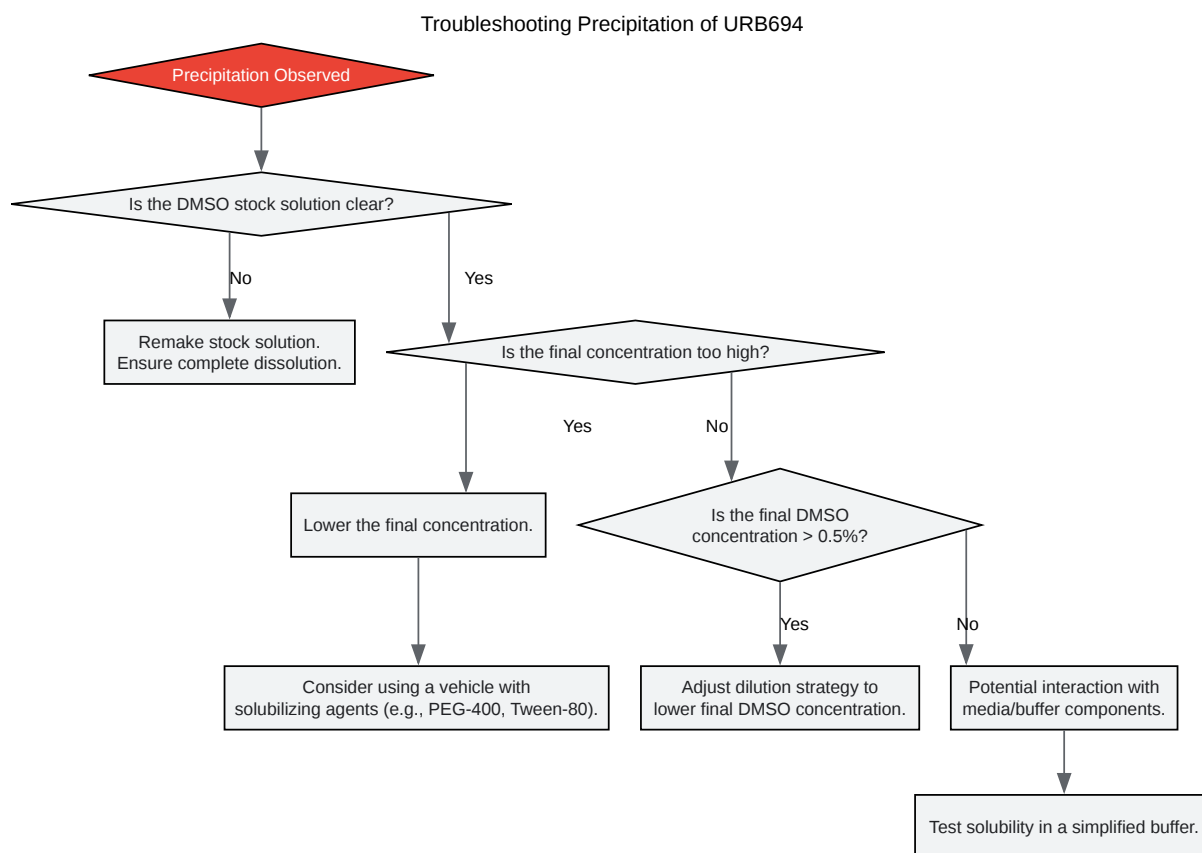 Troubleshooting Precipitation of URB694
Precipitation Observed
Is the DMSO stock solution clear?
No
Yes
Remake stock solution.
Ensure complete dissolution.
Is the final concentration too high?
Yes
No
Lower the final concentration.
Is the final DMSO
concentration > 0.5%?
Yes
No
Consider using a vehicle with
solubilizing agents (e.g., PEG-400, Tween-80).
Adjust dilution strategy to
lower final DMSO concentration.
Potential interaction with
media/buffer components.
Test solubility in a simplified buffer.